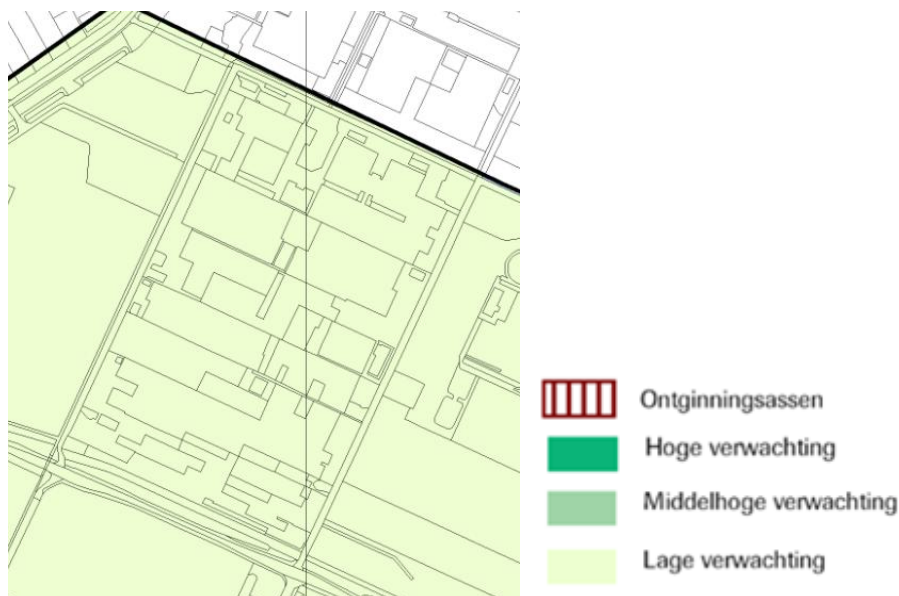 Ontginningsassen
Hoge verwachting
Middelhoge verwachting
Lage verwachting